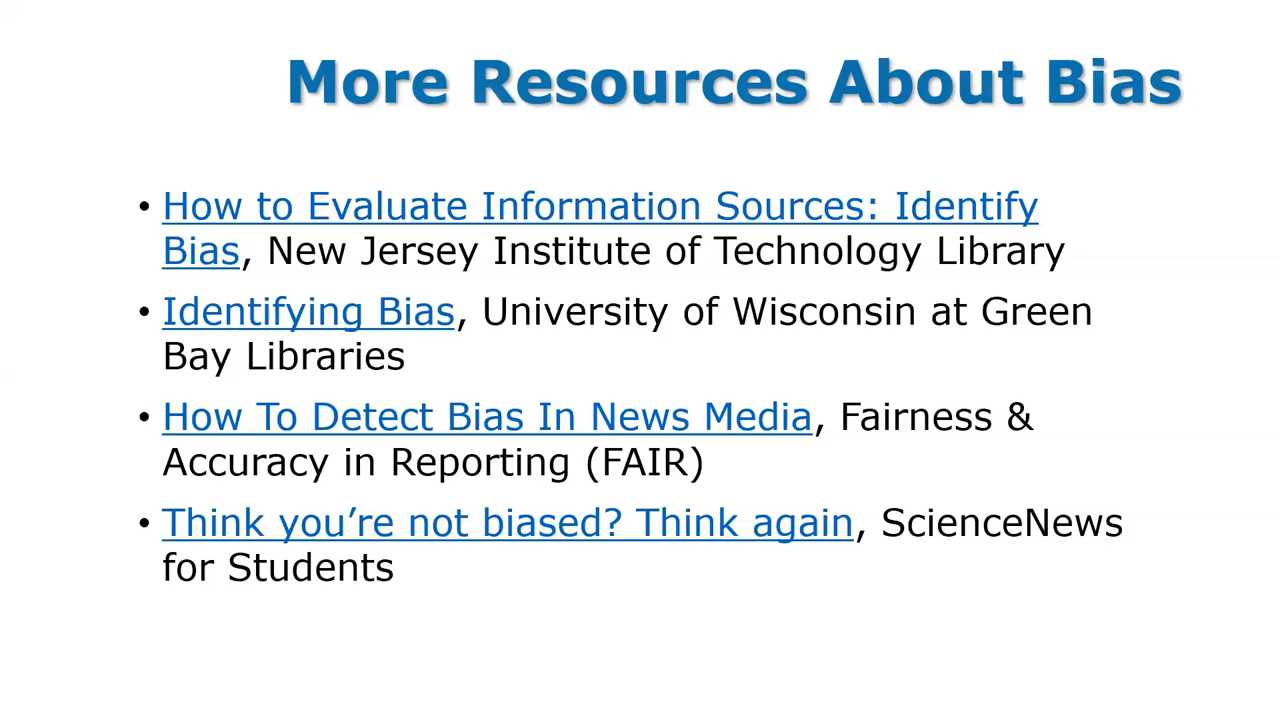 More Resources About Bias
• How to Evaluate Information Sources: Identify
Bias, New Jersey Institute of Technology Library
• Identifying Bias, University of Wisconsin at Green
Bay Libraries
• How To Detect Bias In News Media, Fairness &
Accuracy in Reporting (FAIR)
• Think you’re not biased? Think again, ScienceNews
for Students